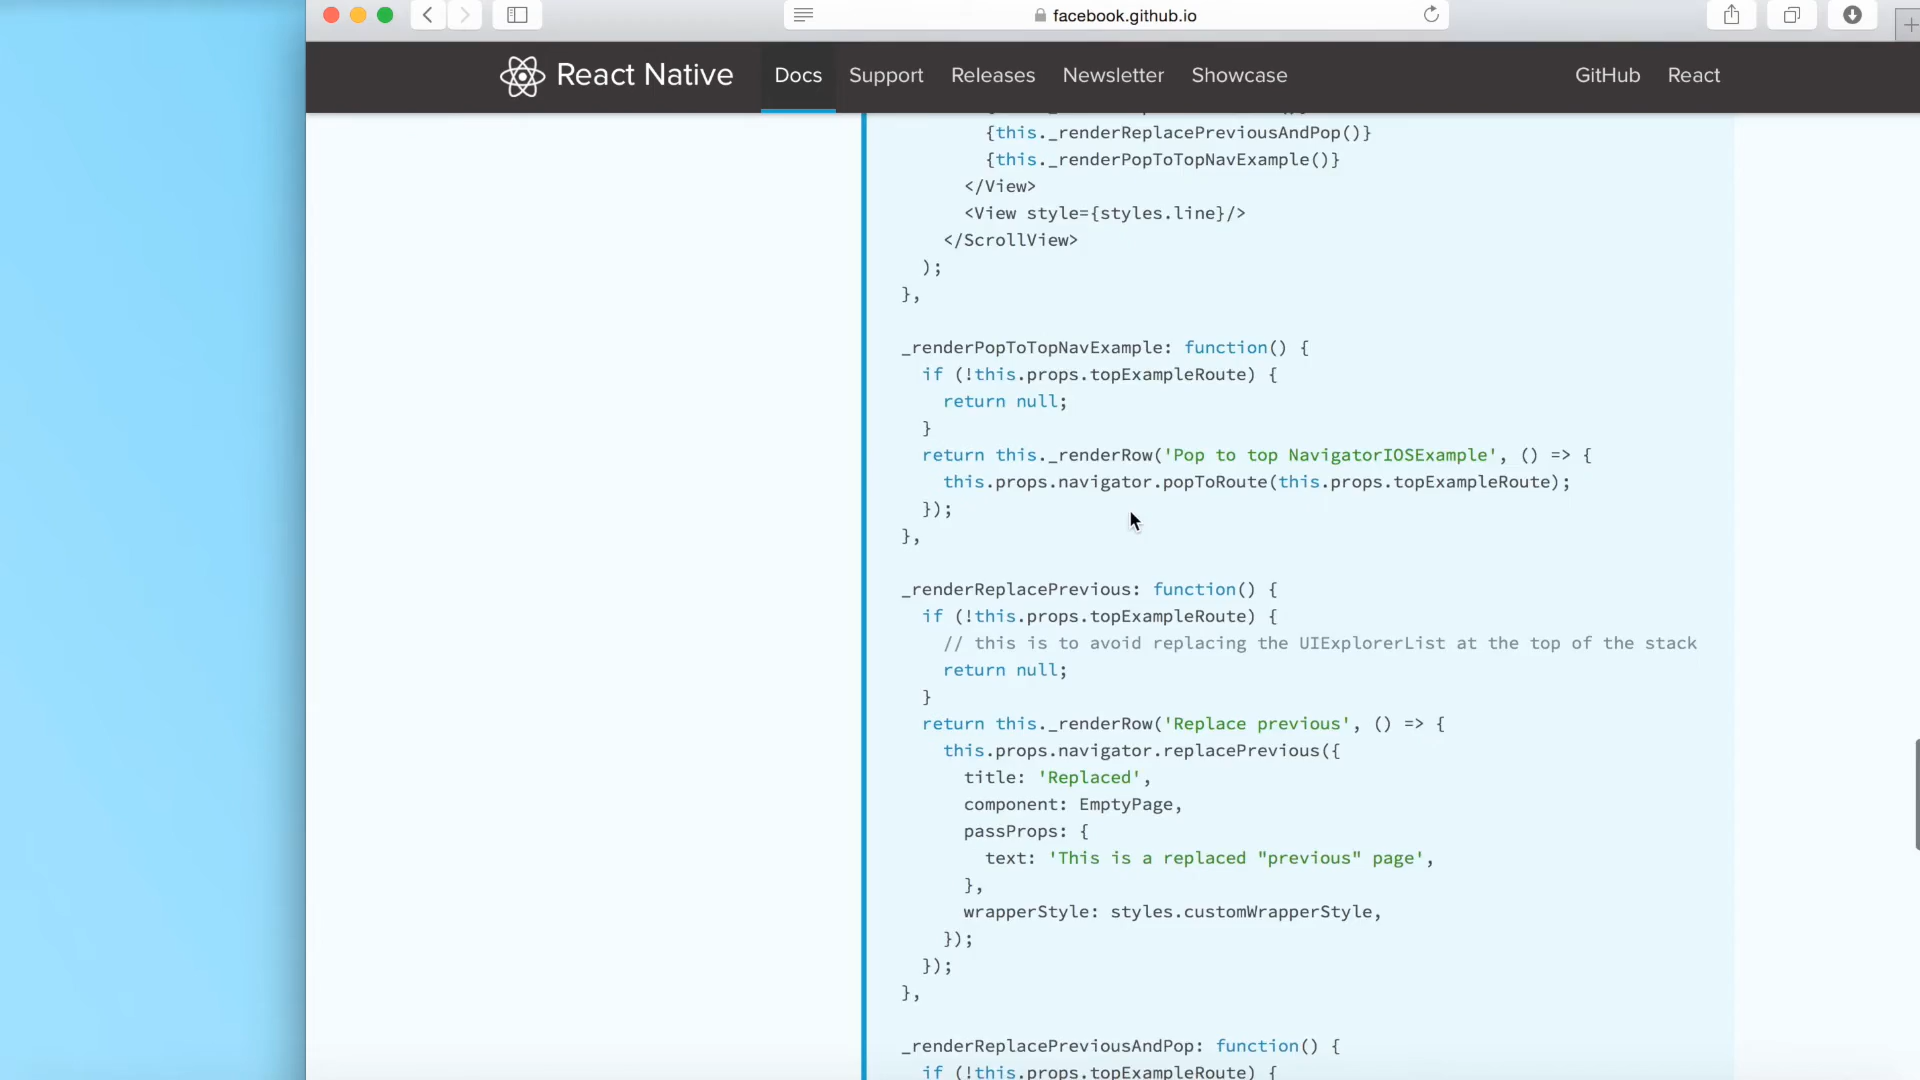 facebook.github.io
React Native
Docs
Support
Releases
Newsletter
Showcase
GitHub
React
{this._renderReplacePreviousAndPop()}
{this._renderPopToTopNavExample()}
</View>
<View style={styles.line}/>
</ScrollView>
);
},
_renderPopToTopNavExample: function() {
if (!this.props.topExampleRoute) {
return null;
}
return this._renderRow('Pop to top NavigatorIOSExample', () => {
this.props.navigator.popToRoute(this.props.topExampleRoute);
});
},
_renderReplacePrevious: function() {
if (!this.props.topExampleRoute) {
// this is to avoid replacing the UIExplorerList at the top of the stack
return null;
}
return this._renderRow('Replace previous', () => {
this.props.navigator.replacePrevious({
title: 'Replaced',
component: EmptyPage,
passProps: {
text: 'This is a replaced "previous" page',
},
wrapperStyle: styles.customWrapperStyle,
});
});
},
_renderReplacePreviousAndPop: function() {
if (!this.props.topExampleRoute) {